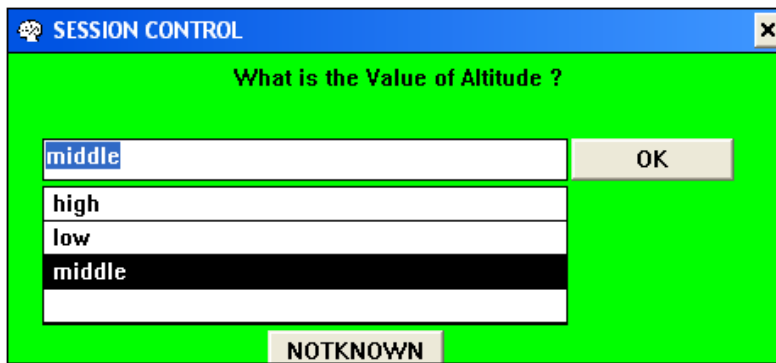 SESSION CONTROL
What is the Value of Altitude ?
middle
OK
high
low
middle
NOTKNOWN